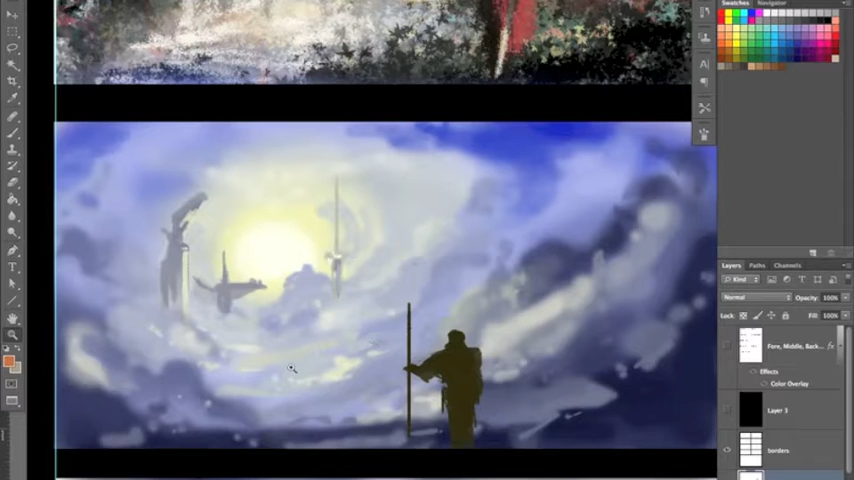 Swatches Navigator
Layers Paths Channels
Kind
Normal Opacity: 100%
Lock: Fill: 100%
Fore, Middle, Back... fx
Effects
Color Overlay
Layer 3
borders